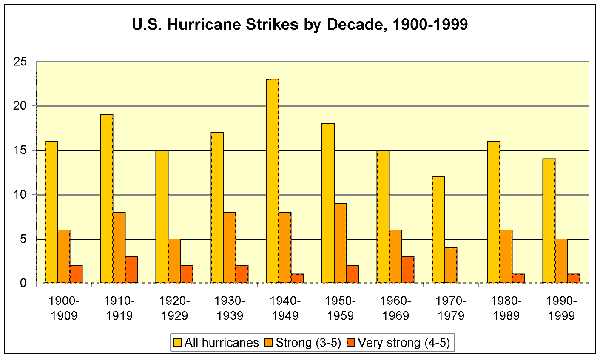 U.S. Hurricane Strikes by Decade, 1900-1999
25
20
15
10
5
0
1900- 1910- 1920- 1930- 1940- 1950- 1960- 1970- 1980- 1990-
1909 1919 1929 1939 1949 1959 1969 1979 1989 1999
All hurricanes Strong (3-5) Very strong (4-5)